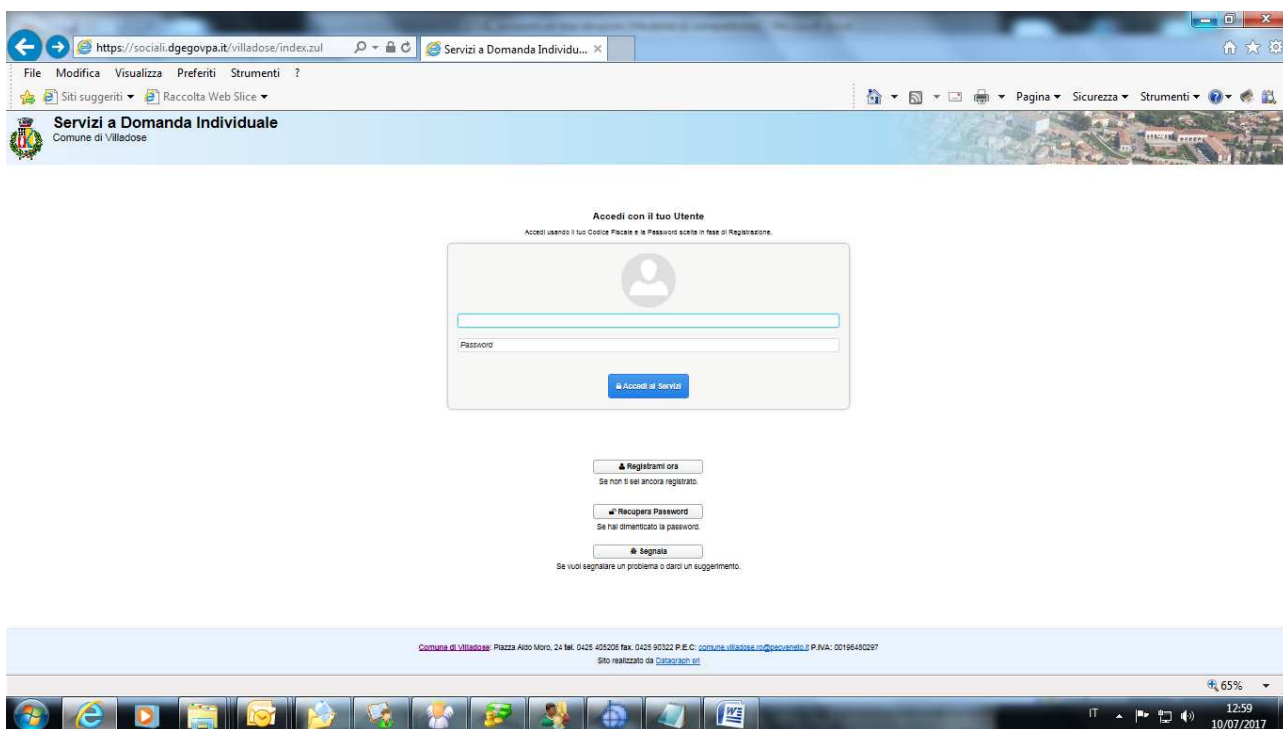 https://sociali.dgegovpa.it/villadose/index.zul
Servizi a Domanda Individu...
File Modifica Visualizza Preferiti Strumenti ?
Siti suggeriti Raccolta Web Slice
Pagina Sicurezza Strumenti
Servizi a Domanda Individuale
Comune di Villadose
Accedi con il tuo Utente
Accedi usando il tuo Codice Fiscale e la Password scelta in fase di Registrazione.
Password
Accedi ai Servizi
Registrami ora
Se non ti sei ancora registrato.
Recupera Password
Se hai dimenticato la password.
Segnala
Se vuoi segnalare un problema o darci un suggerimento.
Comune di Villadose: Piazza Aldo Moro, 24 tel. 0425 405206 fax. 0425 90322 P.E.C: comune.villadose.ro@pecveneto.it P.IVA: 00196480297
Sito realizzato da Datagraph srl
65%
IT
12:59
10/07/2017